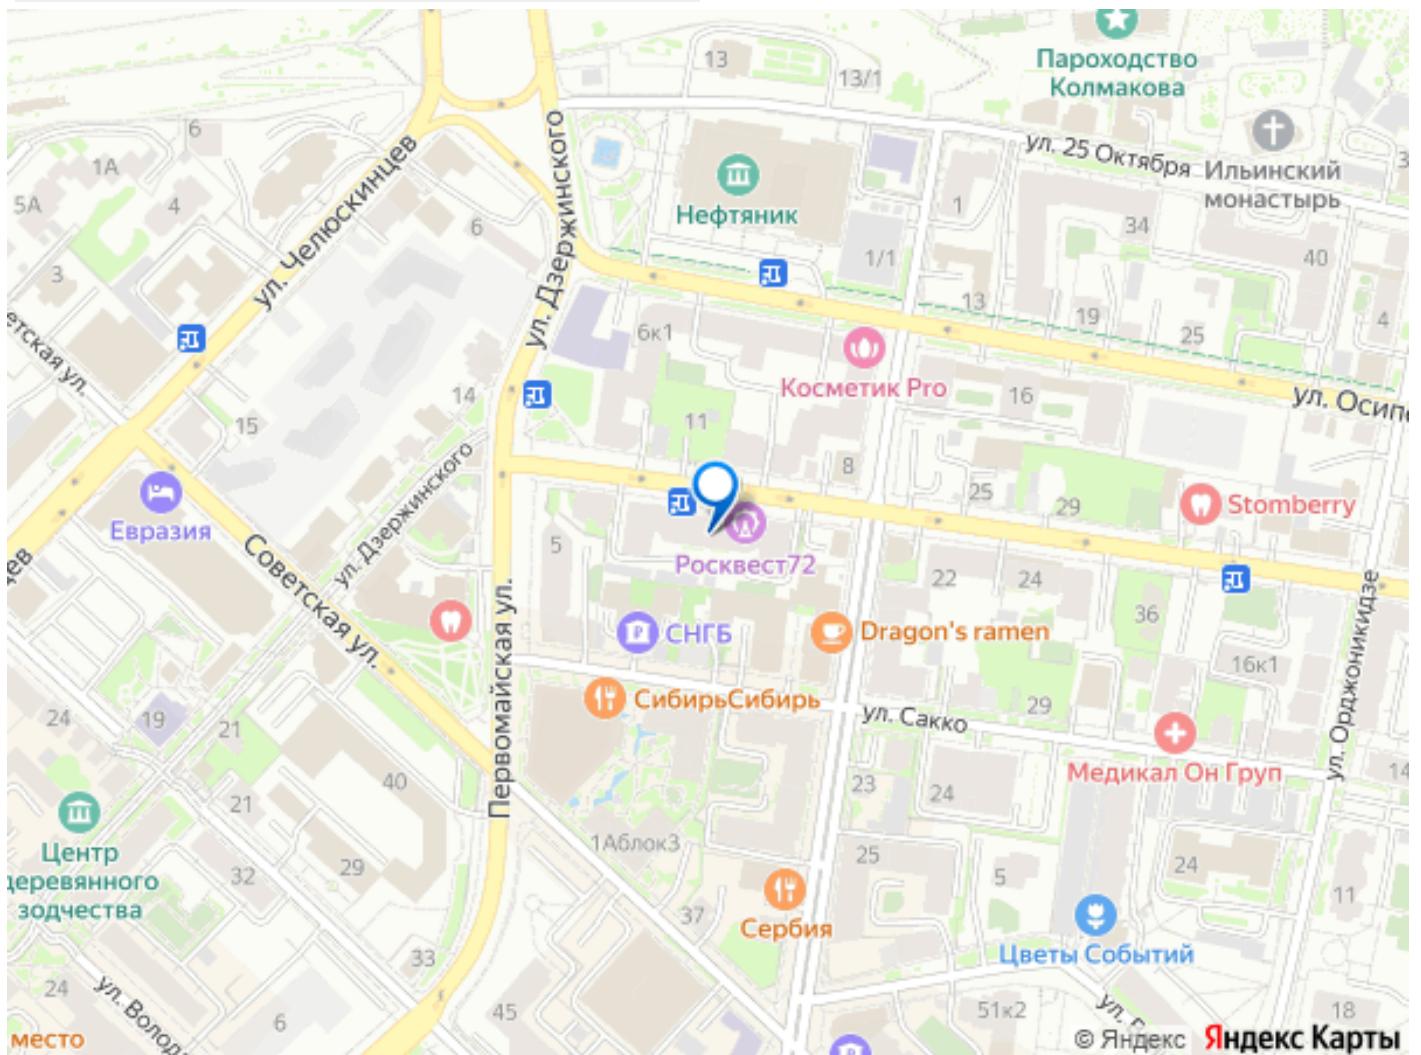 Пароходство
Колмакова
13
13/1
6
ул. 25 Октября
Ильинский
монастырь
1А
5А
4
3
ул. Челюскинцев
ул. Дзержинского
6
Нефтяник
1
34
1/1
40
13
19
25
4
6к1
Косметик Pro
16
ул. Осипе
етская ул.
15
14
11
8
25
29
Stomberry
Евразия
ул. Дзержинского
5
Росквест72
22
24
36
Советская ул.
Первомайская ул.
СНГБ
Dragon's ramen
16к1
ул. Орджоникидзе
СибирьСибирь
ул. Сакко
29
24
19
21
Медикал Он Груп
14
40
23
24
21
Центр
деревянного
зодчества
32
29
1Аблок3
25
5
24
11
37
Сербия
Цветы Событий
33
24
ул. Волода
6
45
51к2
18
место
© Яндекс Яндекс Карты